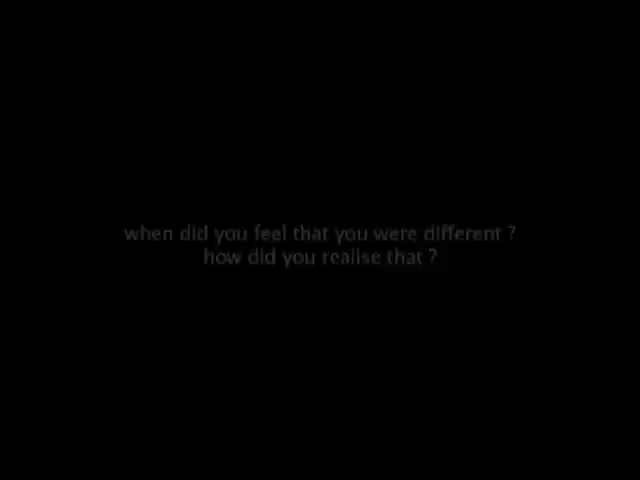 when did you feel that you were different ?
how did you realise that ?